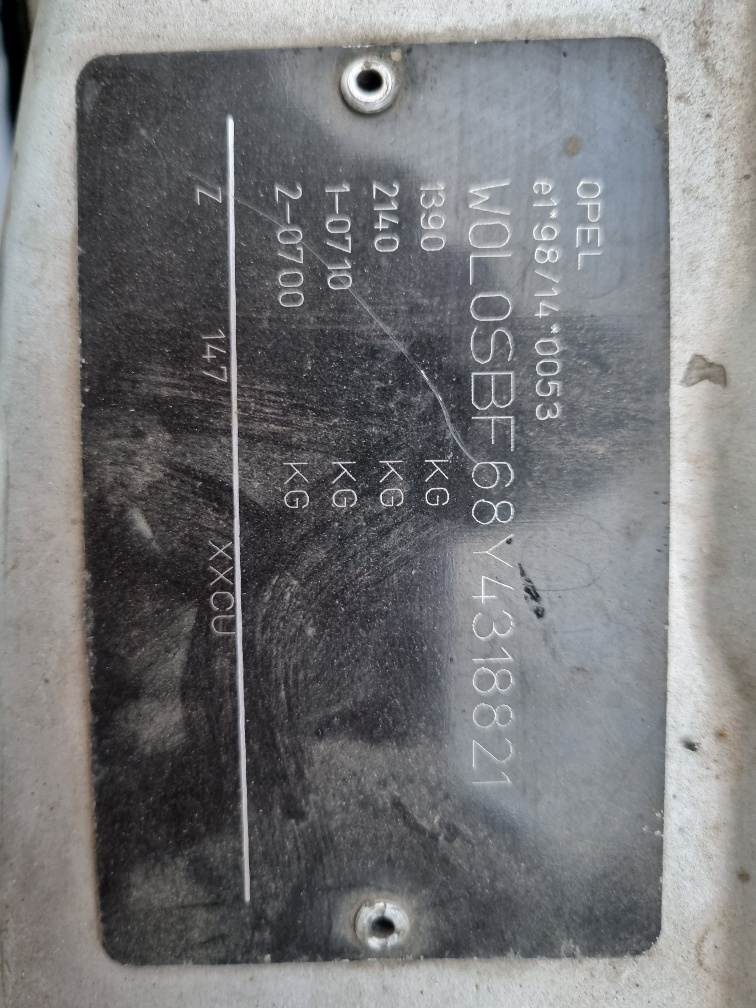 OPEL
e1*98/14*0053
W0L0SBF68Y4318821
1390 KG
2140 KG
1-0710 KG
2-0700 KG
Z 147 XXCU